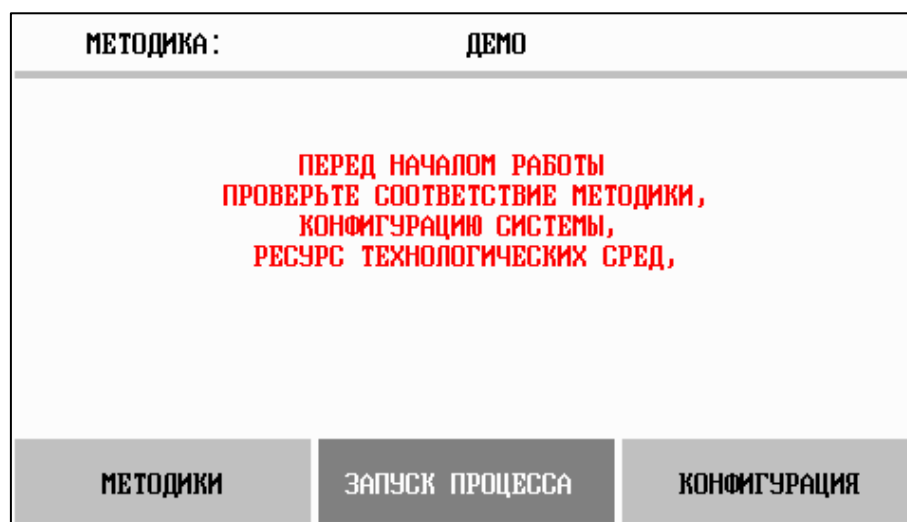 МЕТОДИКА: ДЕМО
ПЕРЕД НАЧАЛОМ РАБОТЫ
ПРОВЕРЬТЕ СООТВЕТСТВИЕ МЕТОДИКИ,
КОНФИГУРАЦИЮ СИСТЕМЫ,
РЕСУРС ТЕХНОЛОГИЧЕСКИХ СРЕД,
МЕТОДИКИ ЗАПУСК ПРОЦЕССА КОНФИГУРАЦИЯ